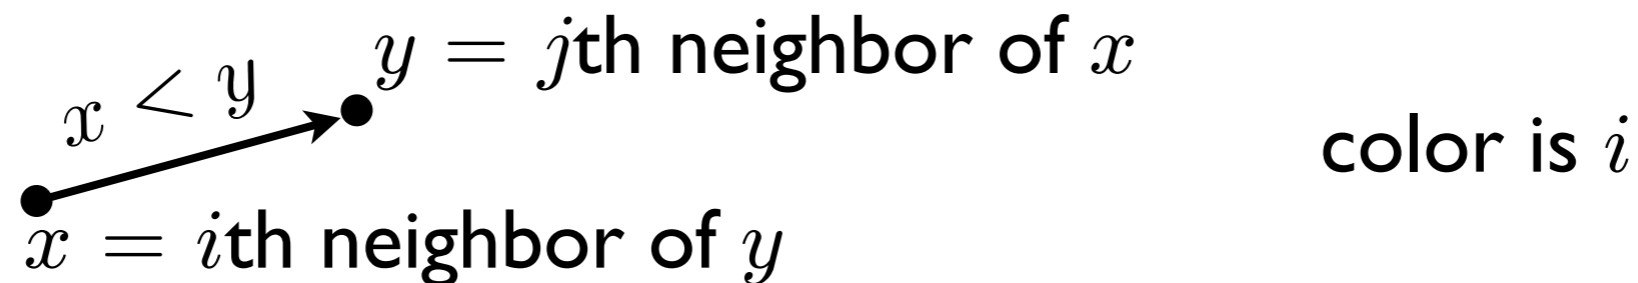 y = jth neighbor of x
x < y
color is i
x = ith neighbor of y